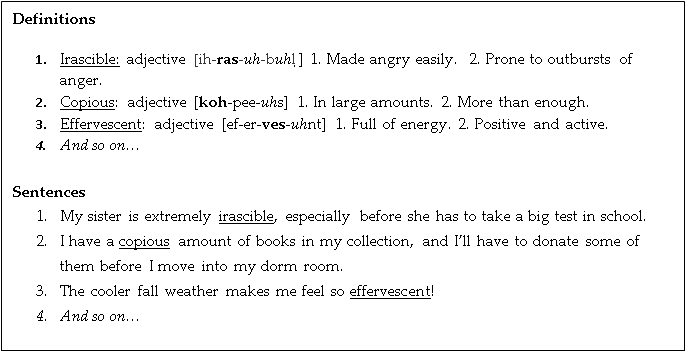 Definitions
1. Irascible: adjective [ih-ras-uh-buhl] 1. Made angry easily. 2. Prone to outbursts of
anger.
2. Copious: adjective [koh-pee-uhs] 1. In large amounts. 2. More than enough.
3. Effervescent: adjective [ef-er-ves-uhnt] 1. Full of energy. 2. Positive and active.
4. And so on…
Sentences
1. My sister is extremely irascible, especially before she has to take a big test in school.
2. I have a copious amount of books in my collection, and I’ll have to donate some of
them before I move into my dorm room.
3. The cooler fall weather makes me feel so effervescent!
4. And so on…